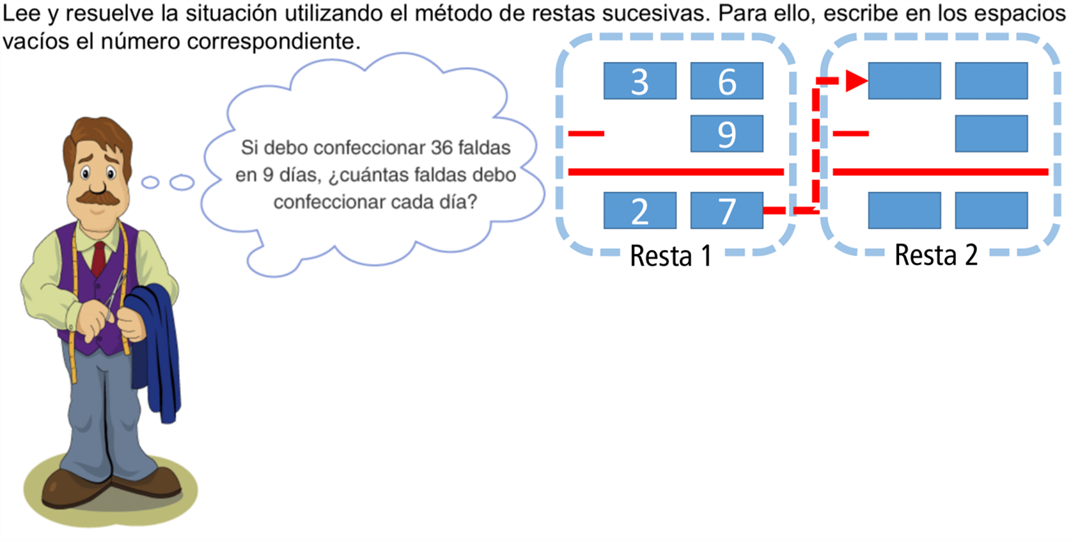 Lee y resuelve la situación utilizando el método de restas sucesivas. Para ello, escribe en los espacios
vacíos el número correspondiente.
Si debo confeccionar 36 faldas
en 9 días, ¿cuántas faldas debo
confeccionar cada día?
3 6
— 9
2 7
Resta 1
—
Resta 2